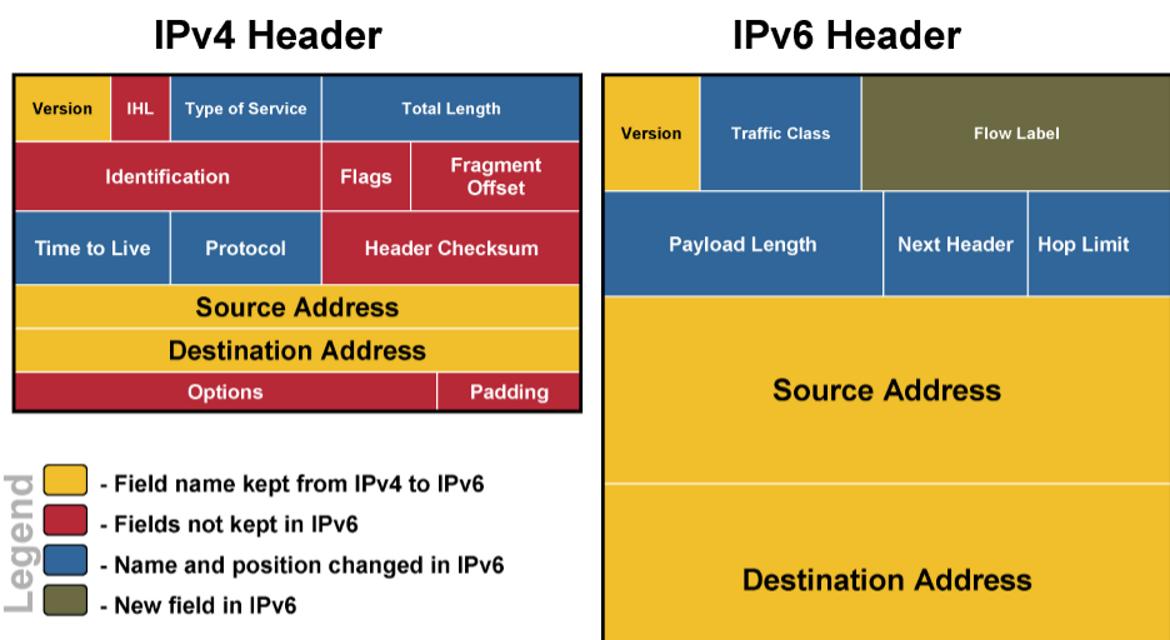 IPv4 Header
Version IHL Type of Service Total Length
Identification Flags Fragment
Offset
Time to Live Protocol Header Checksum
Source Address
Destination Address
Options Padding
IPv6 Header
Version Traffic Class Flow Label
Payload Length Next Header Hop Limit
Source Address
Destination Address
Legend
- Field name kept from IPv4 to IPv6
- Fields not kept in IPv6
- Name and position changed in IPv6
- New field in IPv6